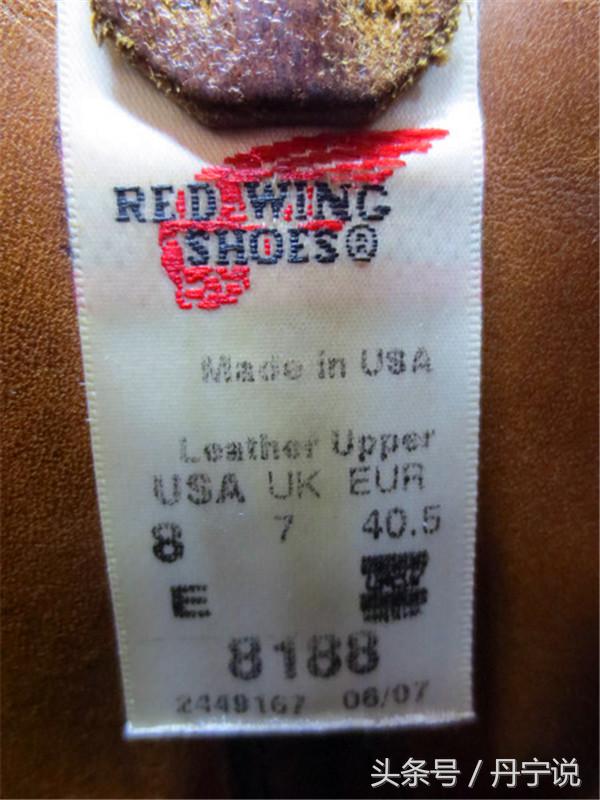 RED WING
SHOES®
Made in USA
Leather Upper
USA UK EUR
8 7 40.5
E
8188
2449167 06/07
头条号 / 丹宁说